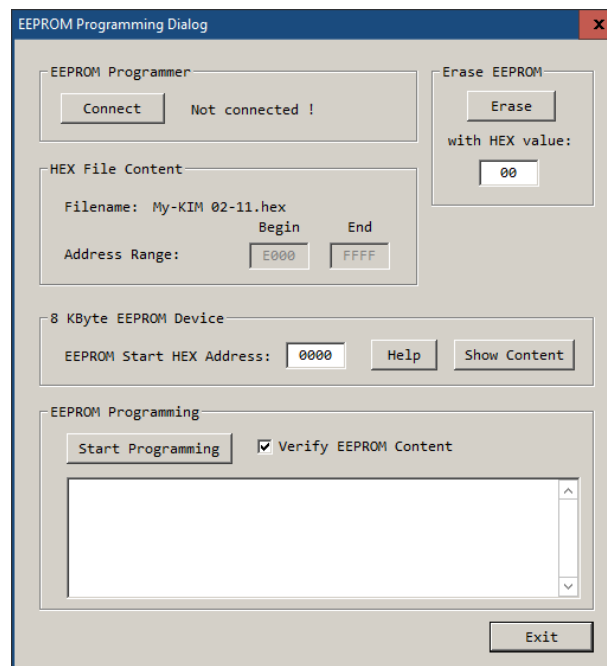 EEPROM Programming Dialog
x
EEPROM Programmer
Connect
Not connected !
Erase EEPROM
Erase
with HEX value:
00
HEX File Content
Filename: My-KIM 02-11.hex
Begin End
Address Range: E000 FFFF
8 KByte EEPROM Device
EEPROM Start HEX Address: 0000 Help Show Content
EEPROM Programming
Start Programming Verify EEPROM Content
Exit